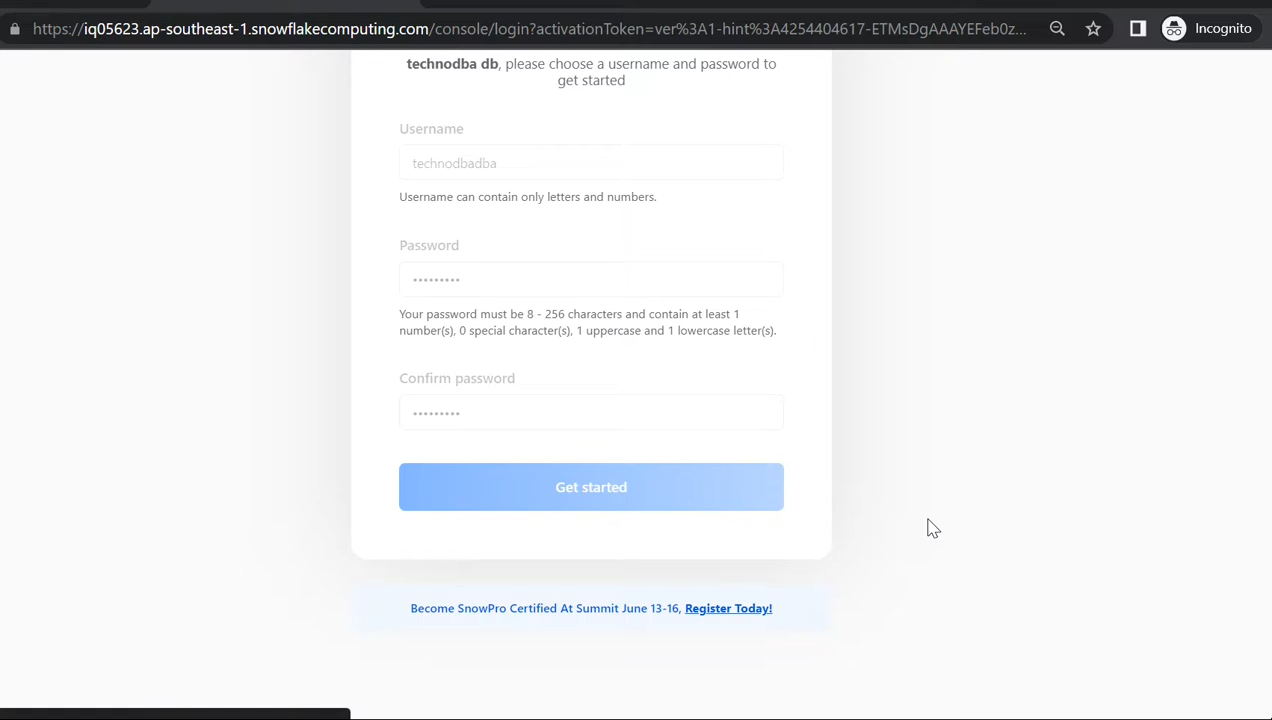 https://iq05623.ap-southeast-1.snowflakecomputing.com/console/login?activationToken=ver%3A1-hint%3A4254404617-ETMsDgAAAYEFeb0z...
Incognito
technodba db, please choose a username and password to
get started
Username
technodbadba
Username can contain only letters and numbers.
Password
•••••••••
Your password must be 8 - 256 characters and contain at least 1
number(s), 0 special character(s), 1 uppercase and 1 lowercase letter(s).
Confirm password
•••••••••
Get started
Become SnowPro Certified At Summit June 13-16, Register Today!